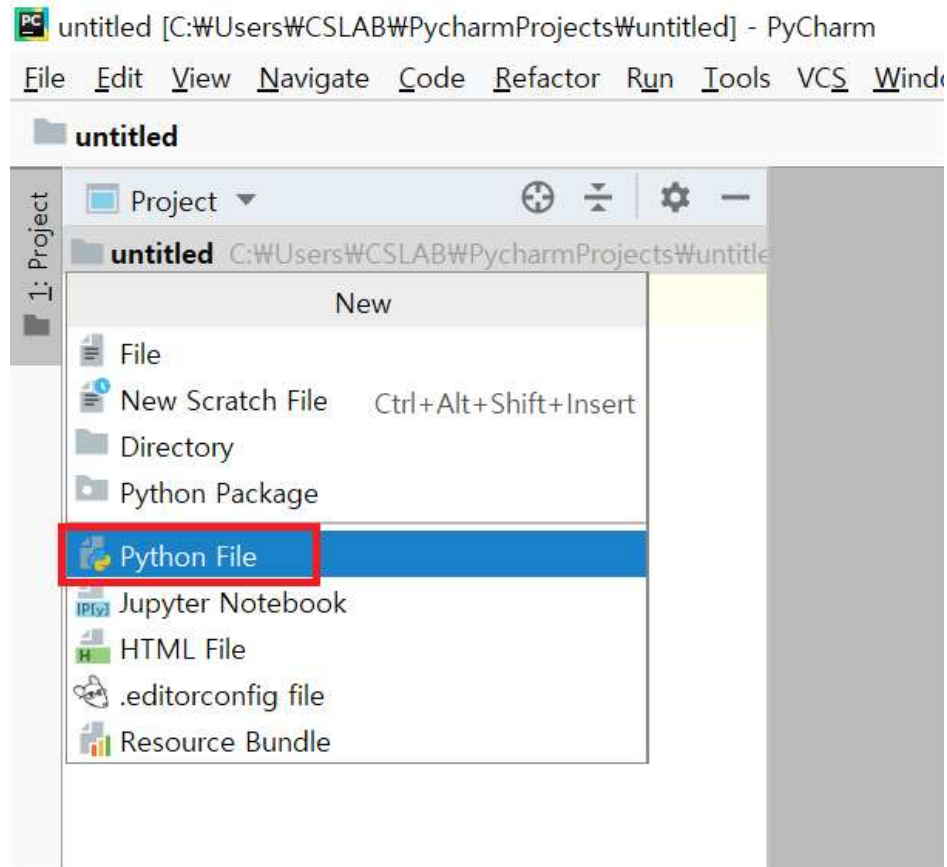 PC untitled [C:₩Users₩CSLAB₩PycharmProjects₩untitled] - PyCharm
File Edit View Navigate Code Refactor Run Tools VCS Windo
untitled
1: Project
Project
untitled C:₩Users₩CSLAB₩PycharmProjects₩untitle
New
File
New Scratch File Ctrl+Alt+Shift+Insert
Directory
Python Package
Python File
IP[y] Jupyter Notebook
H HTML File
.editorconfig file
Resource Bundle